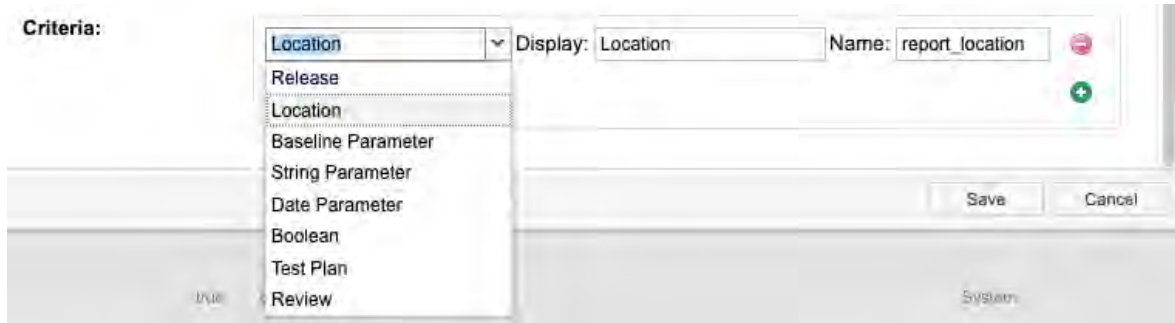 Criteria:
Location Display: Location Name: report_location
Release
Location
Baseline Parameter
String Parameter
Date Parameter
Save Cancel
Boolean
Test Plan
true Review System